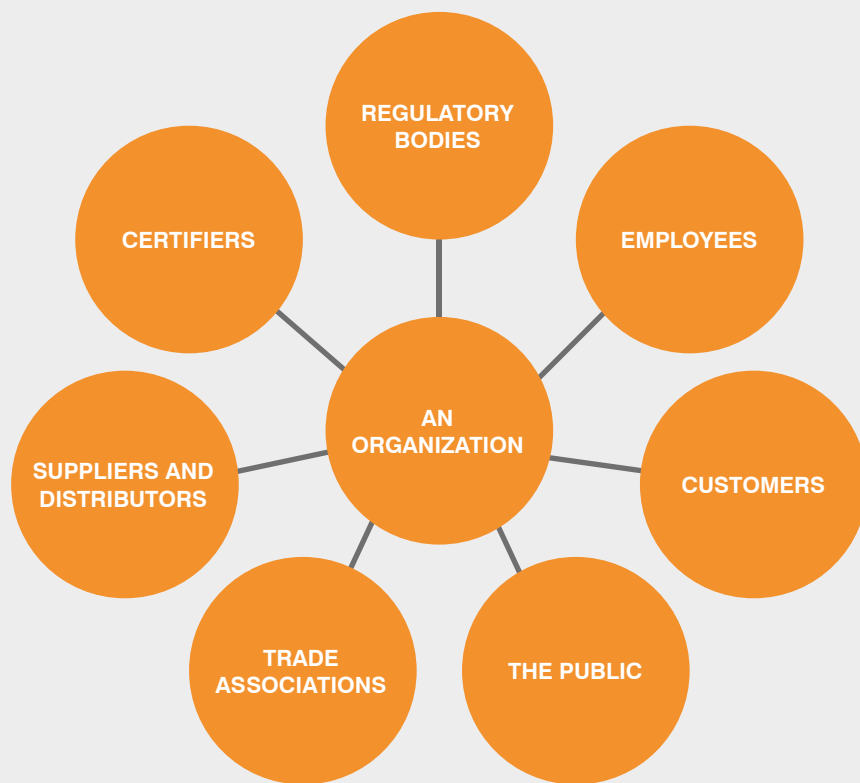 REGULATORY
BODIES
CERTIFIERS
EMPLOYEES
AN
ORGANIZATION
SUPPLIERS AND
DISTRIBUTORS
CUSTOMERS
TRADE
ASSOCIATIONS
THE PUBLIC